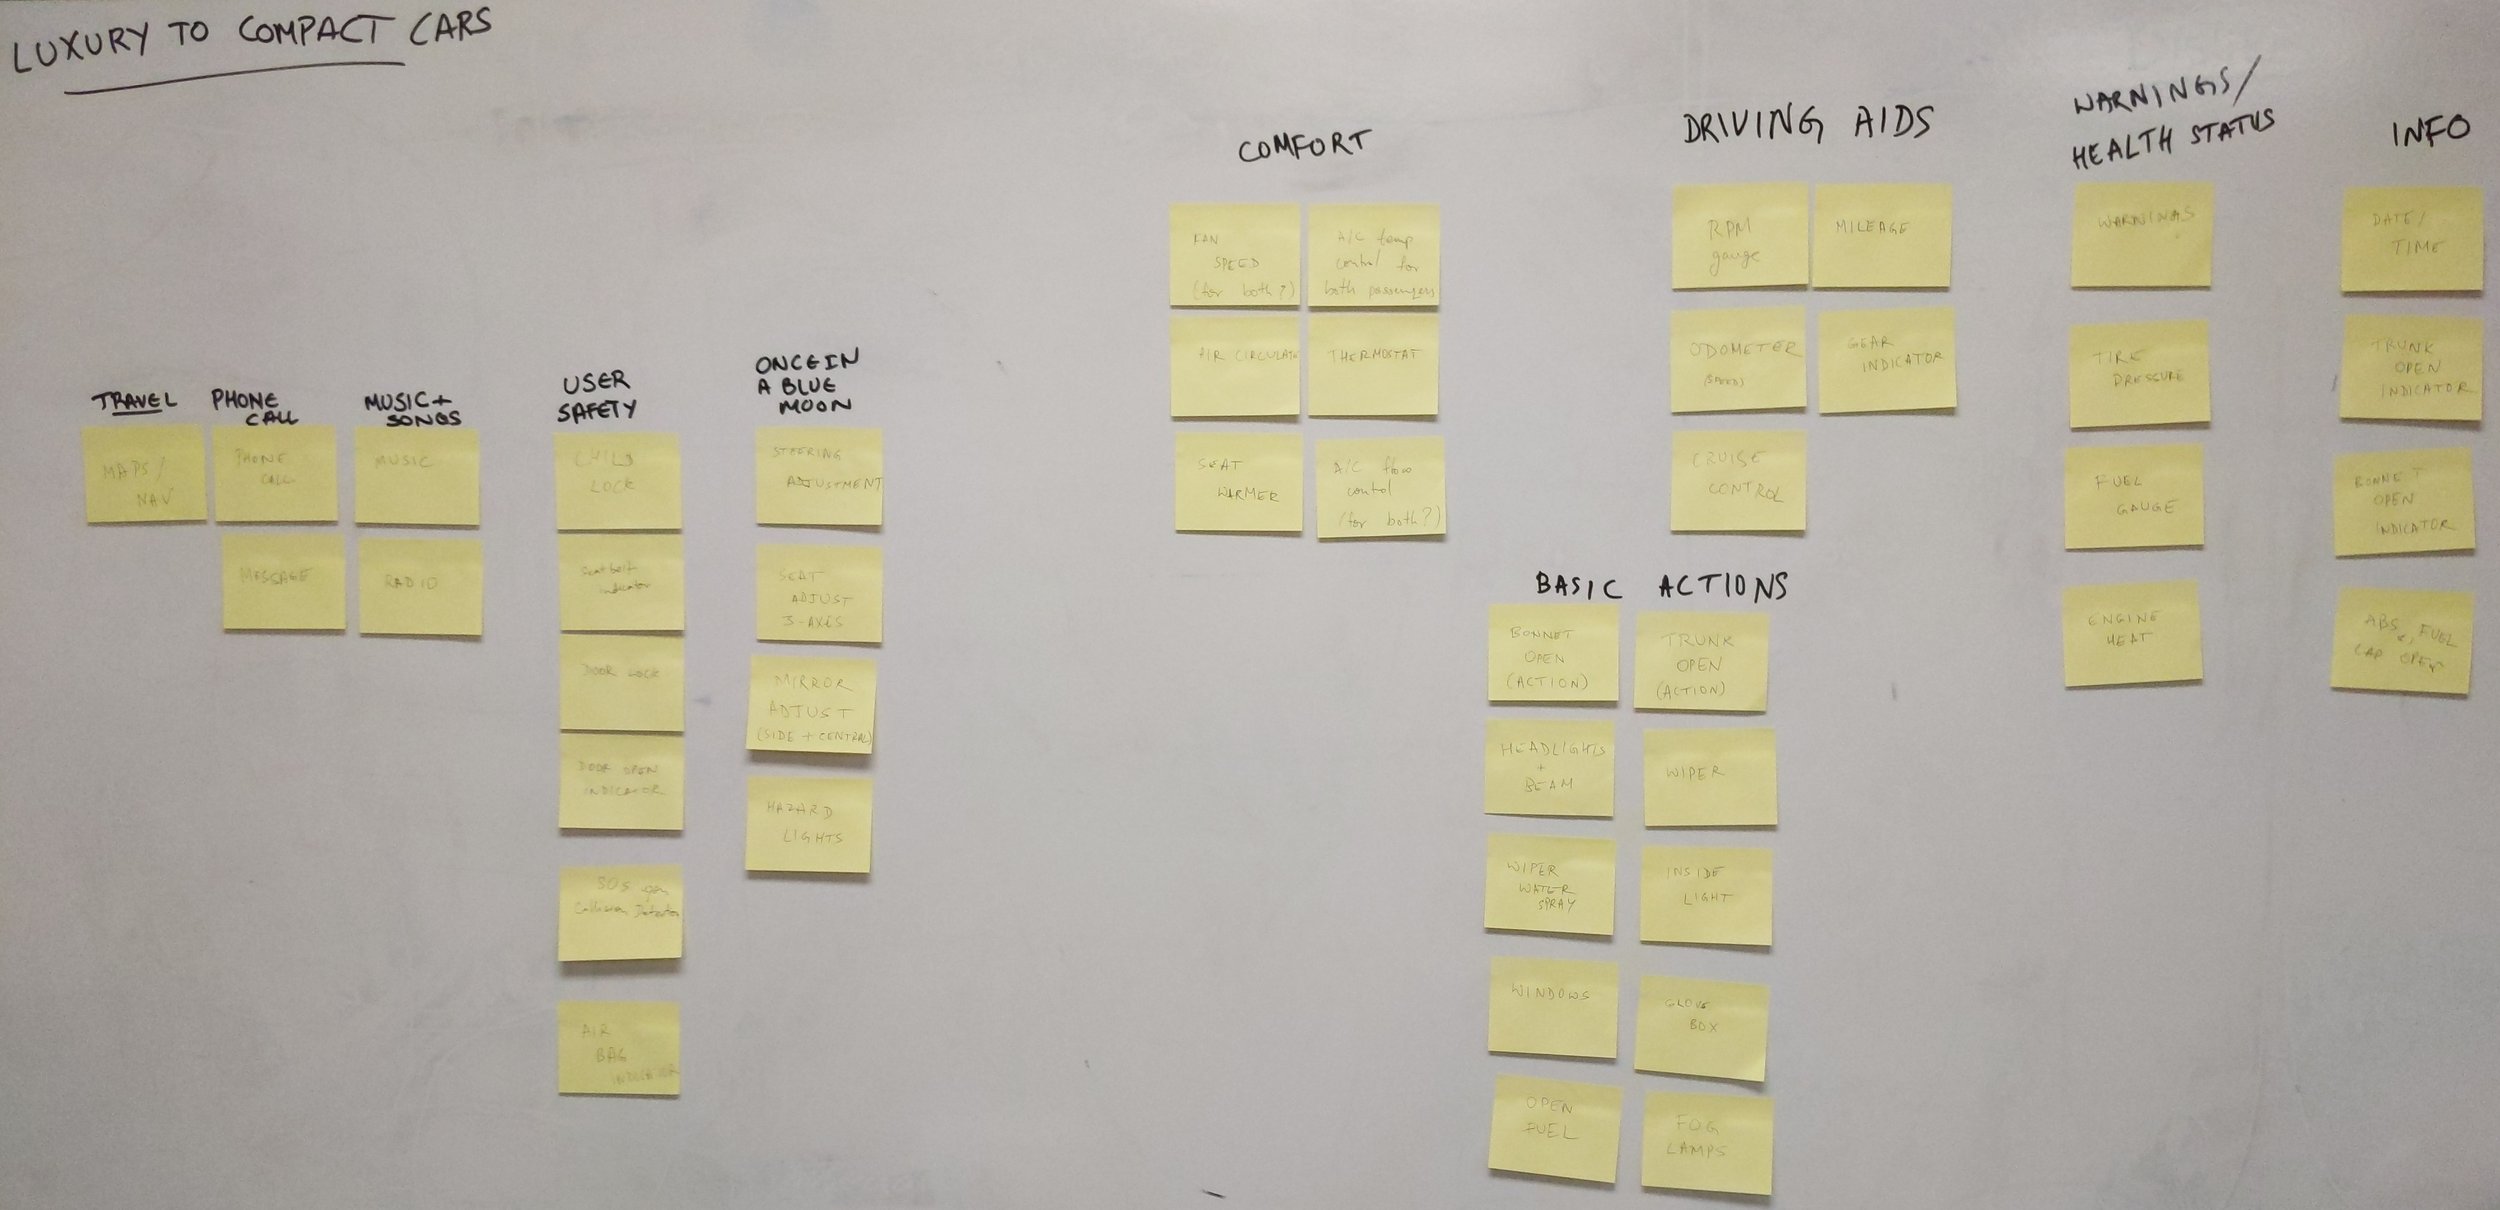 LUXURY TO COMPACT CARS
TRAVEL
MAPS/
NAV
PHONE
CALL
PHONE
CALL
MESSAGE
MUSIC+
SONGS
MUSIC
RADIO
USER
SAFETY
CHILD
LOCK
Seat belt
indicator
DOOR LOCK
DOOR OPEN
INDICATOR
SOS
Collision Detector
AIR
BAG
INDICATOR
ONCE IN
A BLUE
MOON
STEERING
ADJUSTMENT
SEAT
ADJUST
3-AXES
MIRROR
ADJUST
(SIDE + CENTRAL)
HAZARD
LIGHTS
COMFORT
FAN
SPEED
(for both?)
A/C temp
control for
both passengers
AIR CIRCULATN
THERMOSTAT
SEAT
WARMER
A/C flow
control
(for both?)
DRIVING AIDS
RPM
gauge
MILEAGE
ODOMETER
(SPEED)
GEAR
INDICATOR
CRUISE
CONTROL
BASIC ACTIONS
BONNET
OPEN
(ACTION)
TRUNK
OPEN
(ACTION)
HEADLIGHTS
+
BEAM
WIPER
WIPER
WATER
SPRAY
INSIDE
LIGHT
WINDOWS
GLOVE
BOX
OPEN
FUEL
FOG
LAMPS
WARNINGS/
HEALTH STATUS
WARNINGS
TIRE
PRESSURE
FUEL
GAUGE
ENGINE
HEAT
INFO
DATE/
TIME
TRUNK
OPEN
INDICATOR
BONNET
OPEN
INDICATOR
ABS, FUEL
CAP OPEN